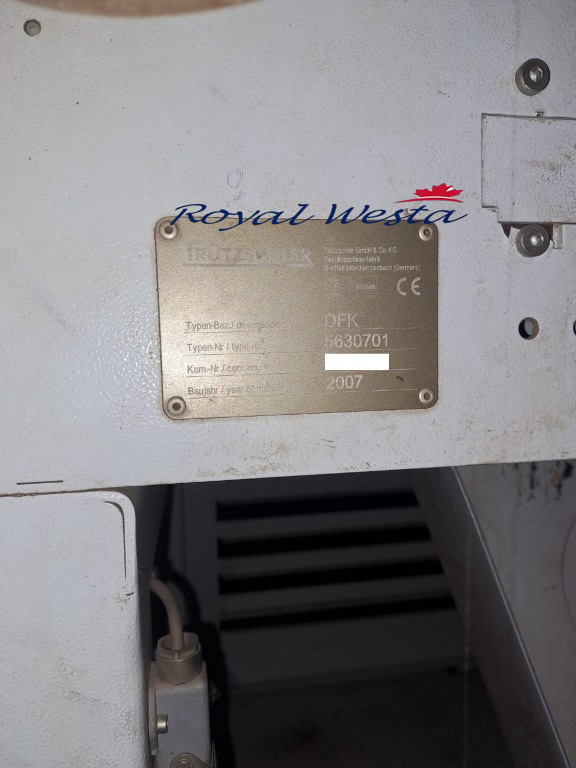 9
Royal Westa
TRÜTZSCHLER
Trützschler GmbH & Co. KG
Textilmaschinenfabrik
D-41199 Mönchengladbach (Germany)
CE
Typen-Bez./ designation
DFK
Typen-Nr / type no.
5630701
Kom.-Nr / com.-no.
Baujahr / year of
2007